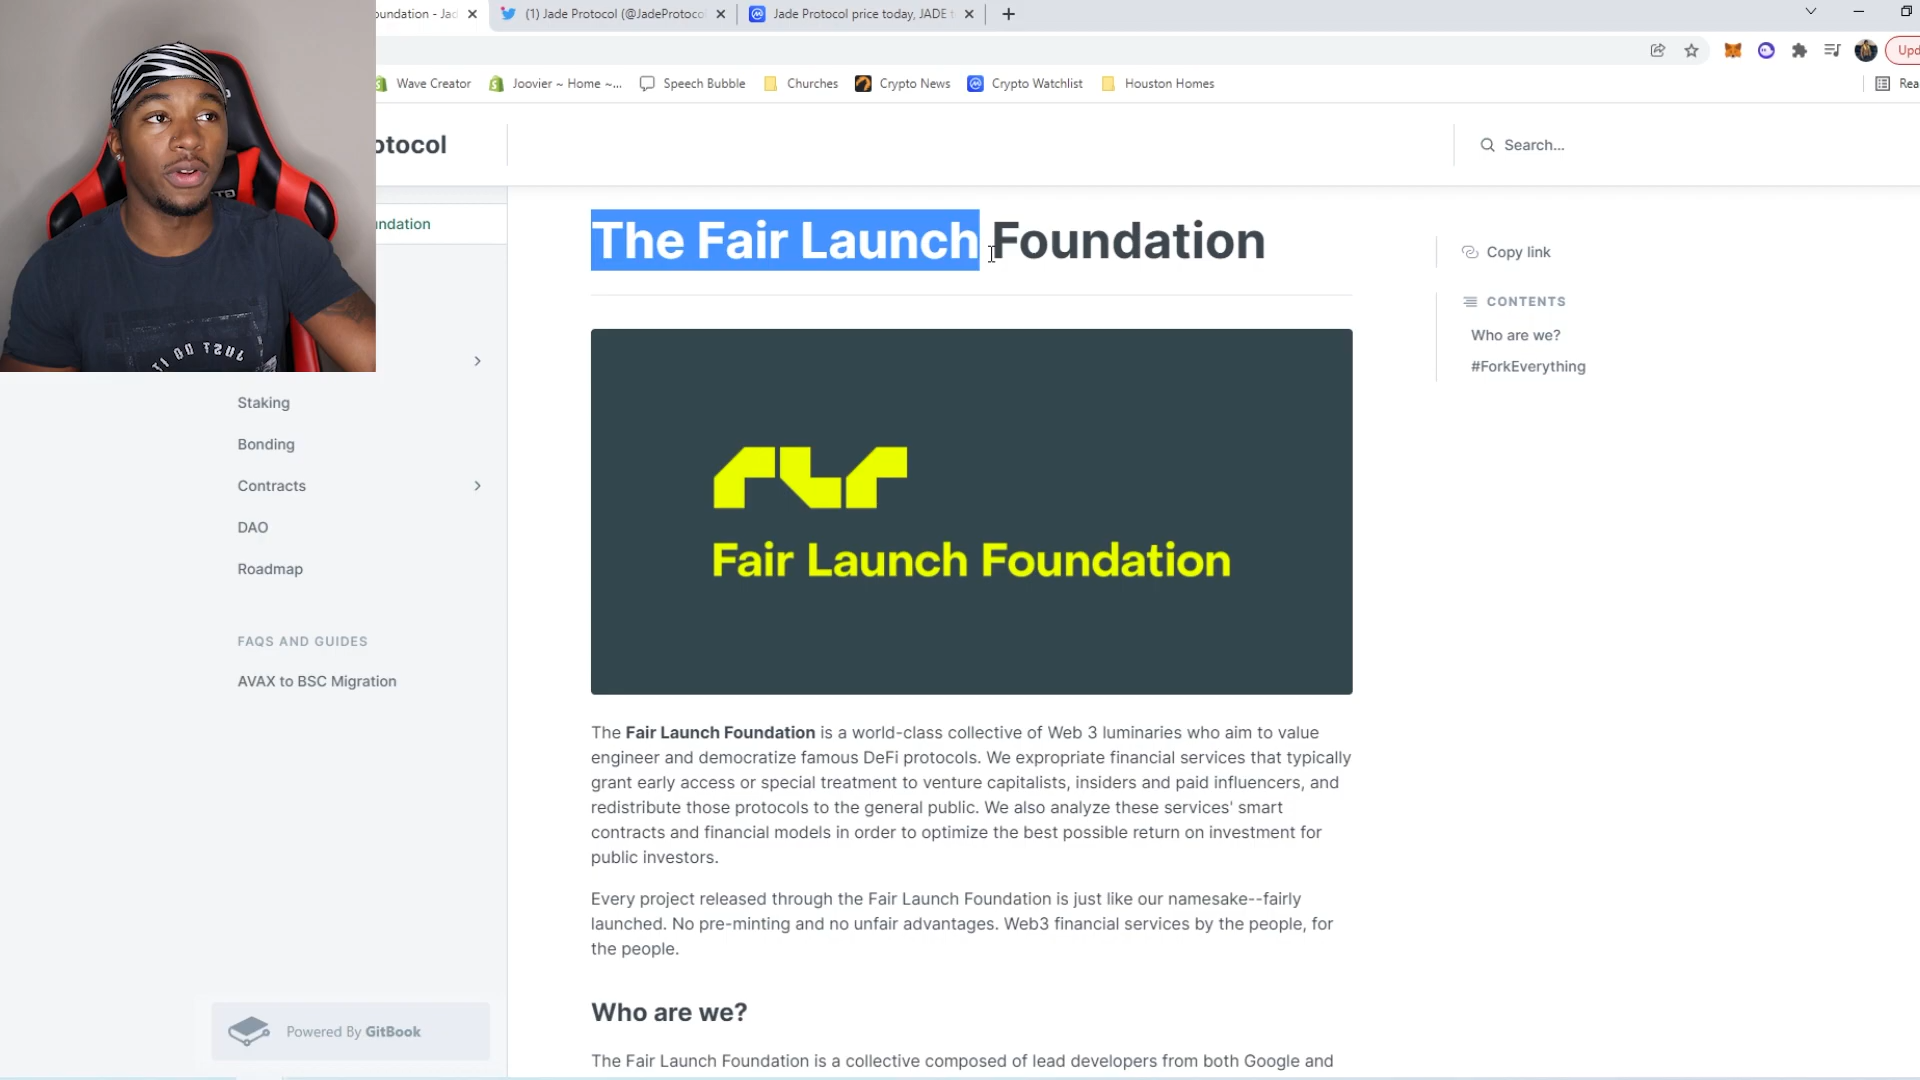 oundation - Jad
(1) Jade Protocol (@JadeProtoco
Jade Protocol price today, JADE t
Upd
Wave Creator
Joovier ~ Home ~...
Speech Bubble
Churches
Crypto News
Crypto Watchlist
Houston Homes
Rea
otocol
Search...
ndation
Staking
Bonding
Contracts
DAO
Roadmap
FAQS AND GUIDES
AVAX to BSC Migration
Powered By GitBook
The Fair Launch Foundation
Fair Launch Foundation
The Fair Launch Foundation is a world-class collective of Web 3 luminaries who aim to value
engineer and democratize famous DeFi protocols. We expropriate financial services that typically
grant early access or special treatment to venture capitalists, insiders and paid influencers, and
redistribute those protocols to the general public. We also analyze these services' smart
contracts and financial models in order to optimize the best possible return on investment for
public investors.
Every project released through the Fair Launch Foundation is just like our namesake--fairly
launched. No pre-minting and no unfair advantages. Web3 financial services by the people, for
the people.
Who are we?
The Fair Launch Foundation is a collective composed of lead developers from both Google and
Copy link
CONTENTS
Who are we?
#ForkEverything